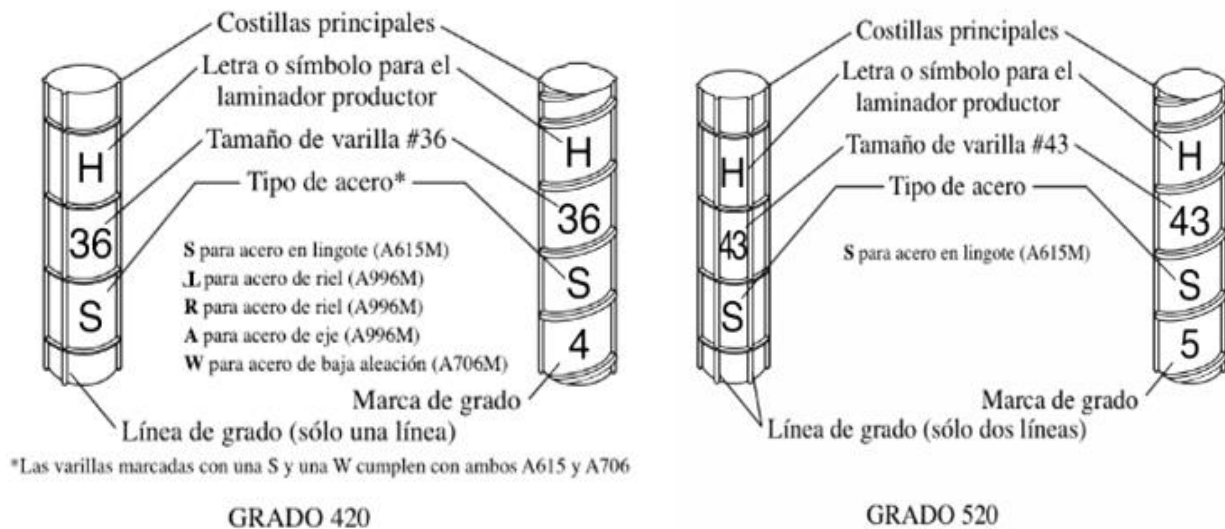 Costillas principales
Letra o símbolo para el
laminador productor
Tamaño de varilla #36
Tipo de acero*
S para acero en lingote (A615M)
I para acero de riel (A996M)
R para acero de riel (A996M)
A para acero de eje (A996M)
W para acero de baja aleación (A706M)
Marca de grado
Línea de grado (sólo una línea)
*Las varillas marcadas con una S y una W cumplen con ambos A615 y A706
GRADO 420
H
36
S
H
36
S
4
Costillas principales
Letra o símbolo para el
laminador productor
Tamaño de varilla #43
Tipo de acero
S para acero en lingote (A615M)
Marca de grado
Línea de grado (sólo dos líneas)
GRADO 520
H
43
S
H
43
S
5